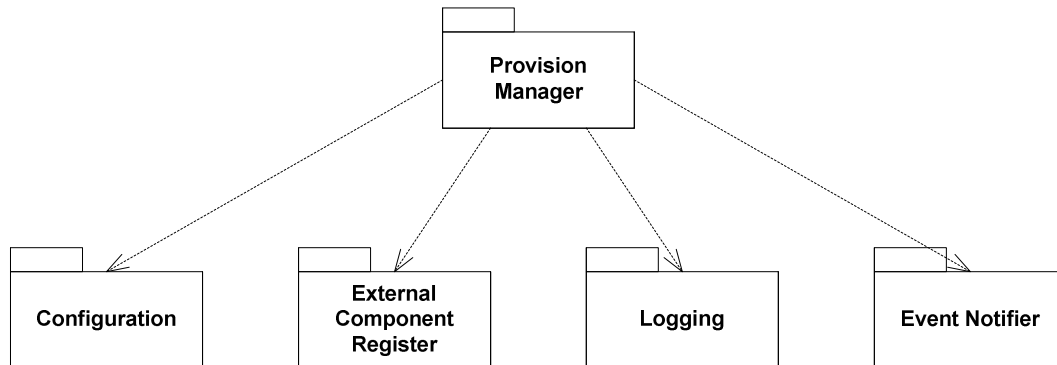 Provision
Manager
Configuration
External
Component
Register
Logging
Event Notifier